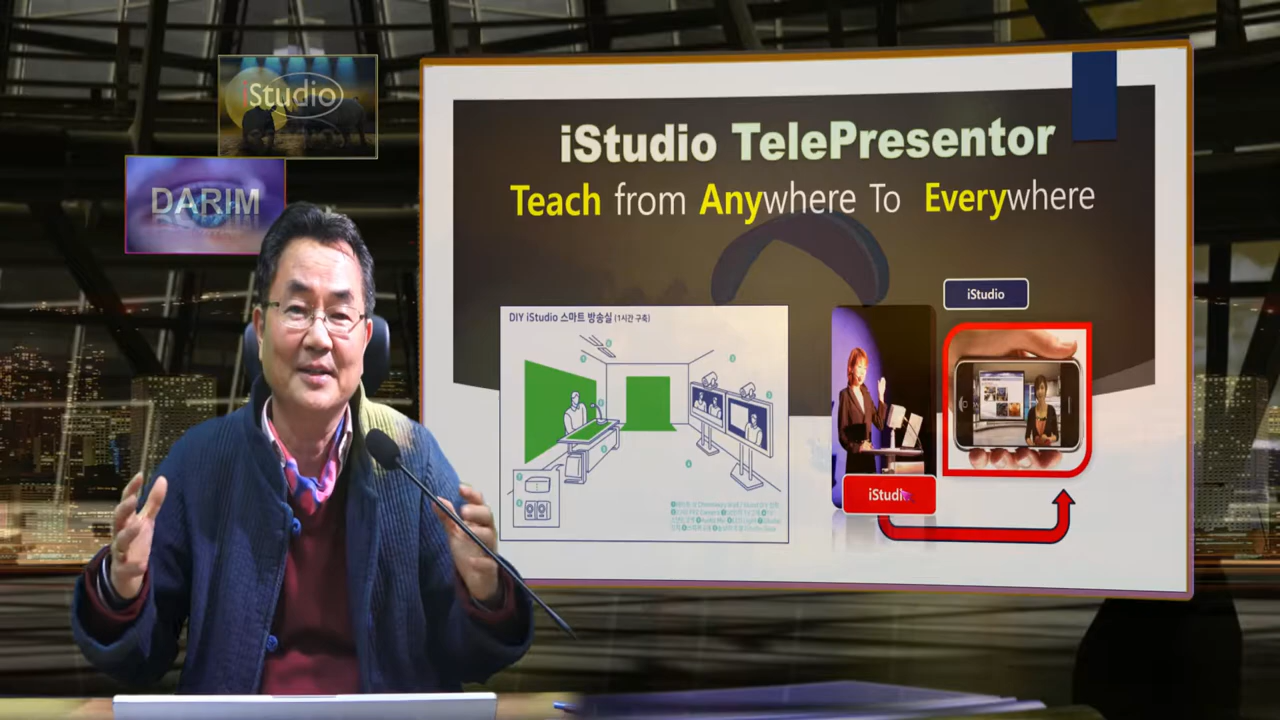 iStudio
DARIM
iStudio TelePresentor
Teach from Anywhere To Everywhere
iStudio
DIY iStudio 스마트 방송실 (1시간 구축)
iStudio